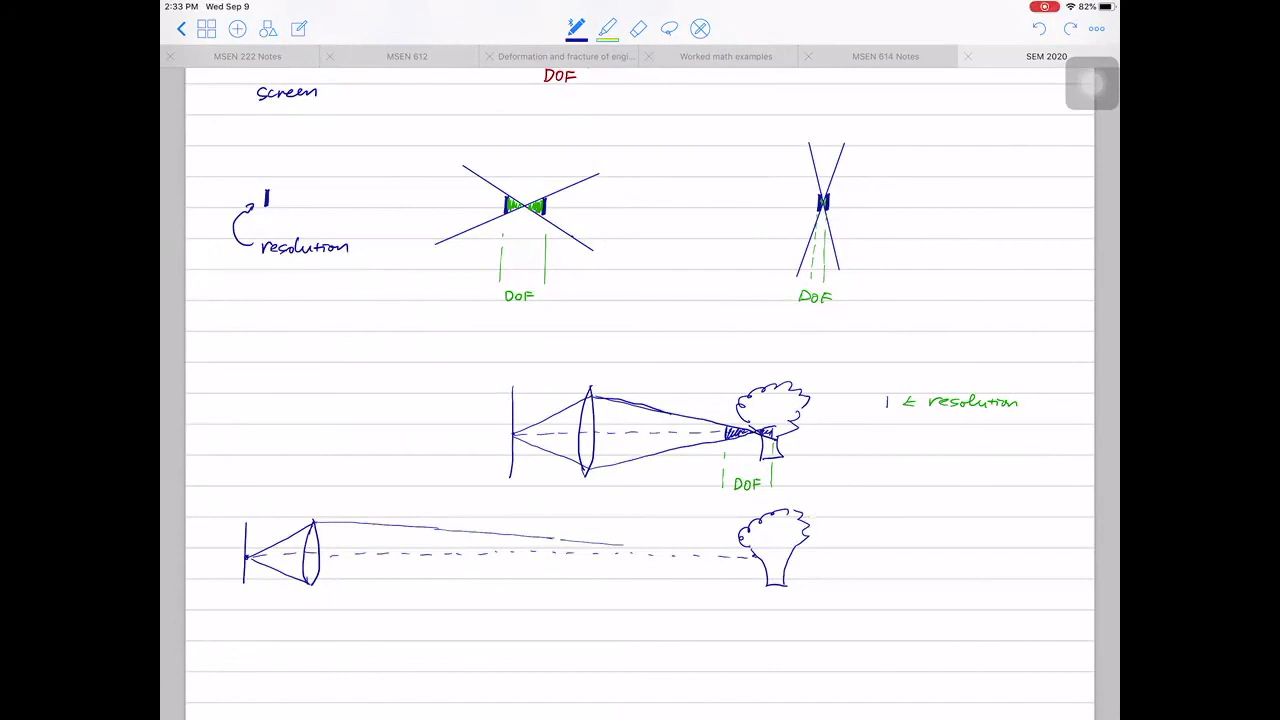 2:33 PM Wed Sep 9
82%
MSEN 222 Notes
MSEN 612
Deformation and fracture of engi...
Worked math examples
MSEN 614 Notes
SEM 2020
DOF
screen
resolution
DOF
DOF
← resolution
DOF